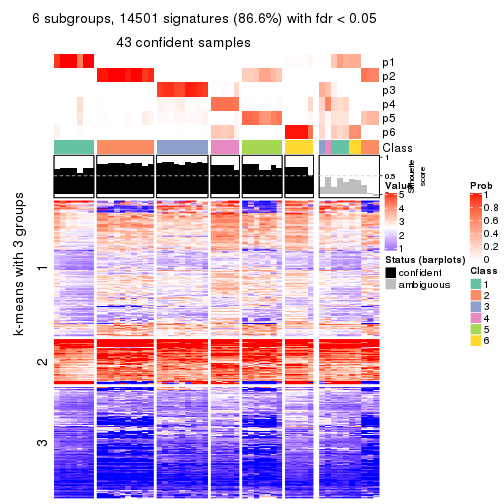 6 subgroups, 14501 signatures (86.6%) with fdr < 0.05
43 confident samples
p1
p2
p3
p4
p5
p6
Class
1
0.5
0
Silhouette
score
k-means with 3 groups
1
2
3
Value
5
4
3
2
1
Status (barplots)
confident
ambiguous
Prob
1
0.8
0.6
0.4
0.2
0
Class
1
2
3
4
5
6